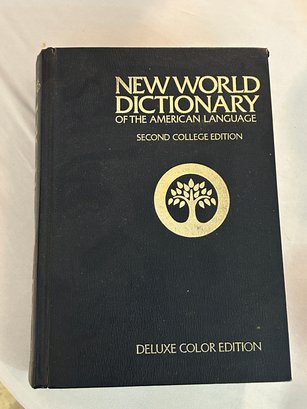 NEW WORLD
DICTIONARY
OF THE AMERICAN LANGUAGE
SECOND COLLEGE EDITION
DELUXE COLOR EDITION